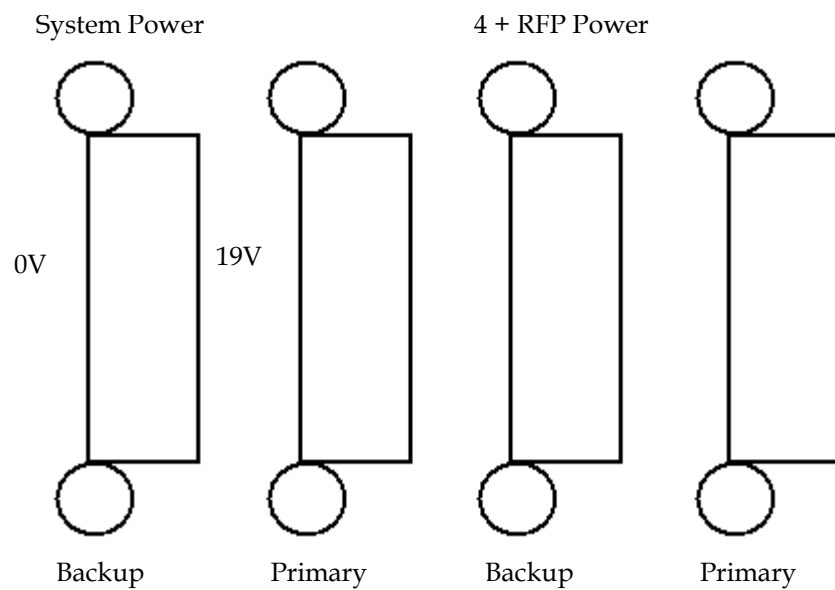 System Power
4 + RFP Power
0V
19V
Backup
Primary
Backup
Primary